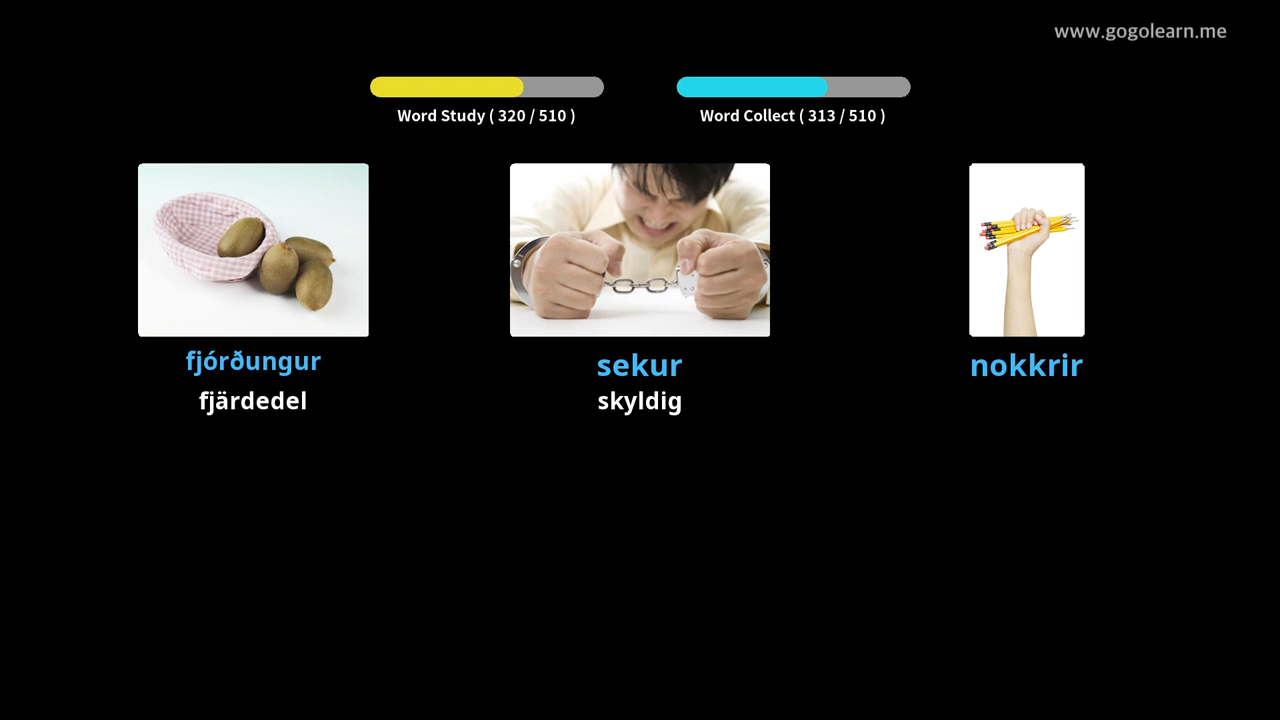 www.gogolearn.me
Word Study ( 320 / 510 )
Word Collect ( 313 / 510 )
fjórðungur
fjärdedel
sekur
skyldig
nokkrir